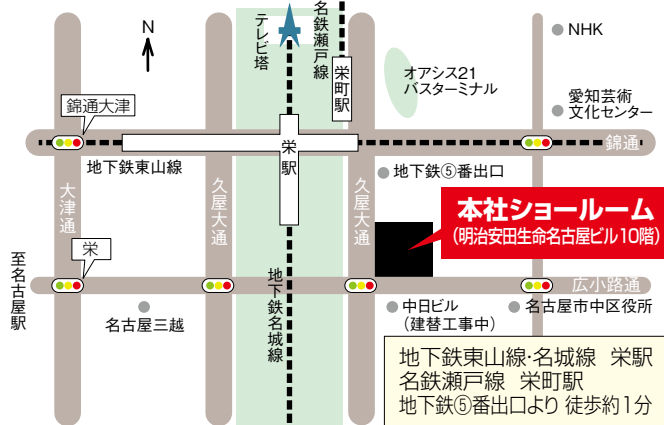 N
テレビ塔
名鉄瀬戸線
栄町駅
NHK
オアシス21
バスターミナル
愛知芸術
文化センター
錦通大津
地下鉄東山線
栄駅
錦通
地下鉄⑤番出口
大津通
久屋大通
久屋大通
本社ショールーム
(明治安田生命名古屋ビル10階)
栄
至名古屋駅
広小路通
名古屋三越
地下鉄名城線
中日ビル
(建替工事中)
名古屋市中区役所
地下鉄東山線・名城線 栄駅
名鉄瀬戸線 栄町駅
地下鉄⑤番出口より 徒歩約1分